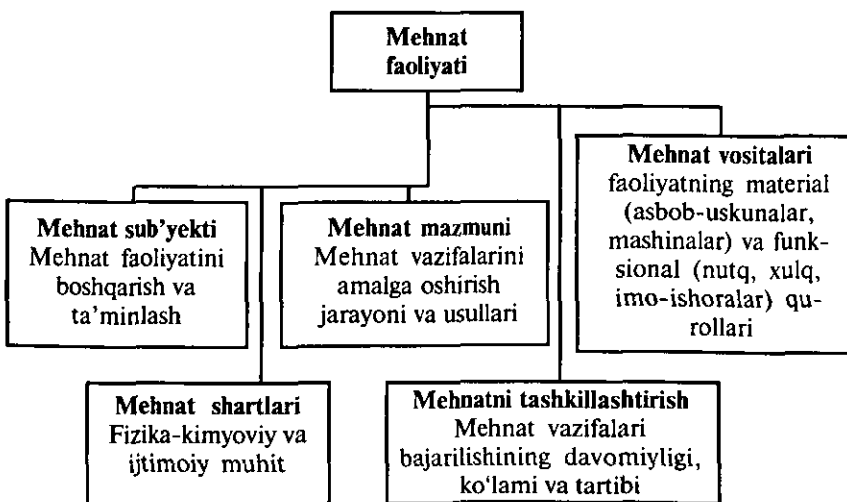 Mehnat
faoliyati
Mehnat sub'yekti
Mehnat faoliyatini
boshqarish va
ta'minlash
Mehnat mazmuni
Mehnat vazifalarini
amalga oshirish
jarayoni va usullari
Mehnat vositalari
faoliyatning material
(asbob-uskunalar,
mashinalar) va funk-
sional (nutq, xulq,
imo-ishoralar) qu-
rollari
Mehnat shartlari
Fizika-kimyoviy va
ijtimoiy muhit
Mehnatni tashkillashtirish
Mehnat vazifalari
bajarilishining davomiyligi,
ko‘lami va tartibi